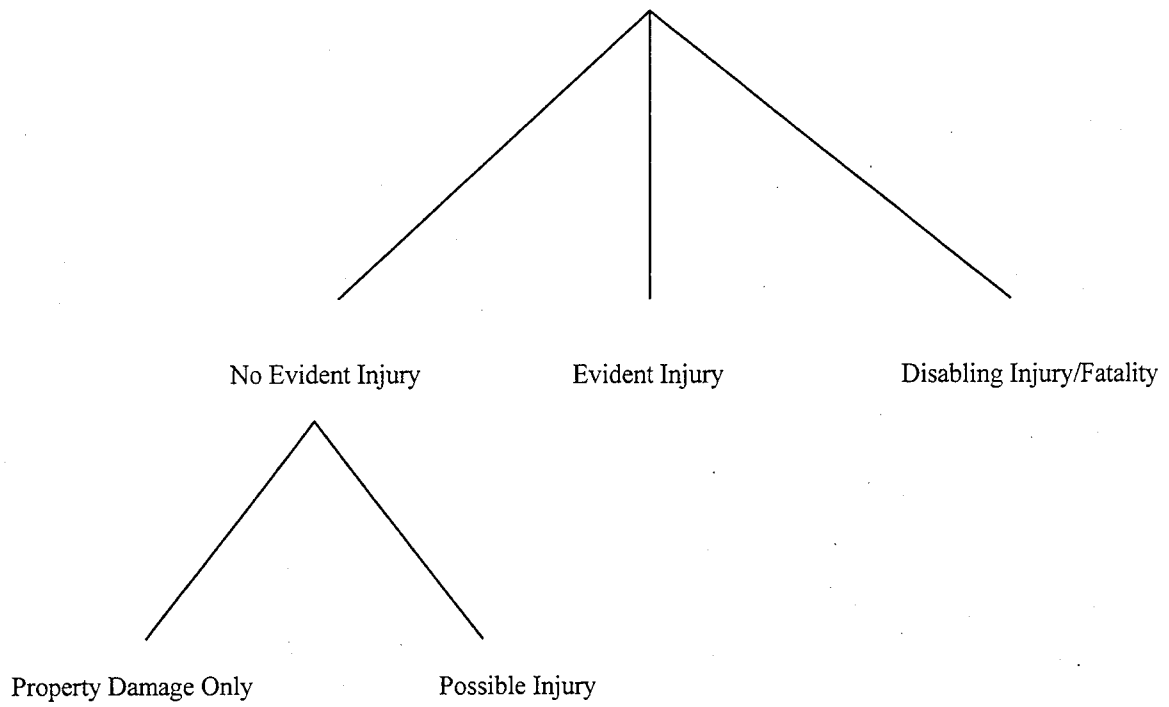 No Evident Injury
Evident Injury
Disabling Injury/Fatality
Property Damage Only
Possible Injury